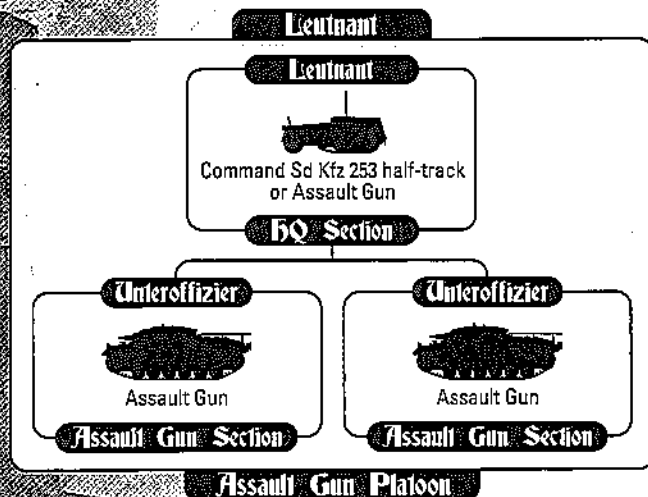 Leutnant
Leutnant
Command Sd Kfz 253 half-track
or Assault Gun
HQ Section
Unteroffizier
Unteroffizier
Assault Gun
Assault Gun
Assault Gun Section
Assault Gun Section
Assault Gun Platoon